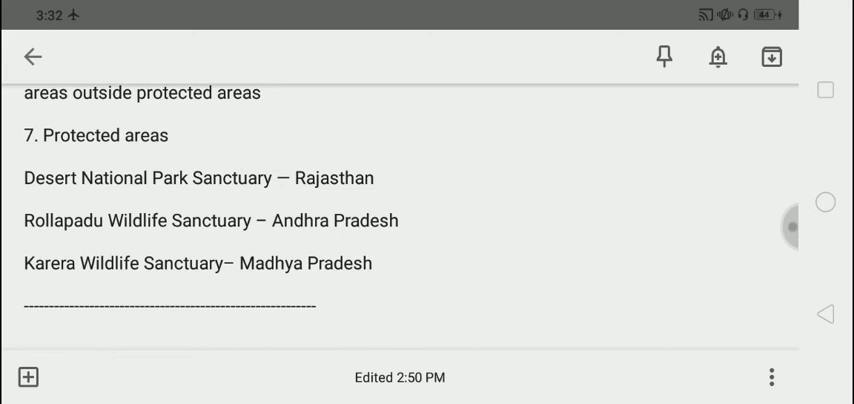 3:32
44
areas outside protected areas
7. Protected areas
Desert National Park Sanctuary — Rajasthan
Rollapadu Wildlife Sanctuary – Andhra Pradesh
Karera Wildlife Sanctuary– Madhya Pradesh
----------------------------------------------------------
Edited 2:50 PM